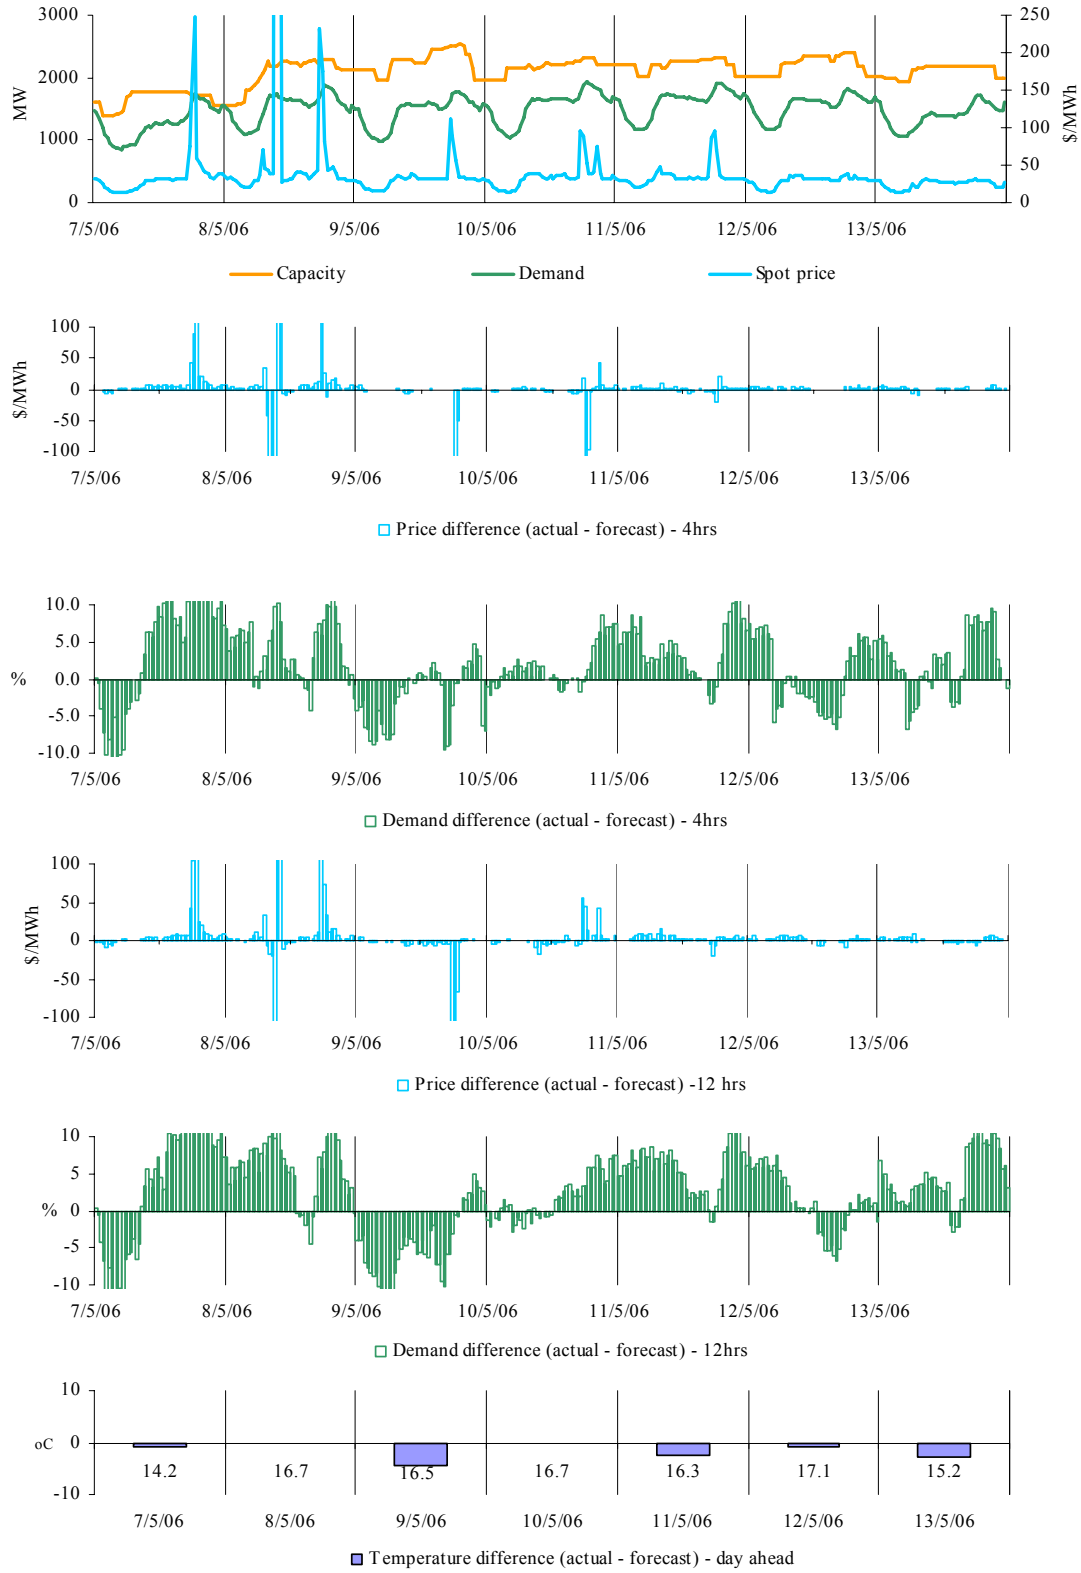 3000 250
200
2000 150
MW $/MWh
100
1000
50
0 0
7/5/06 8/5/06 9/5/06 10/5/06 11/5/06 12/5/06 13/5/06
Capacity Demand Spot price
100
50
$/MWh
0
-50
-100
7/5/06 8/5/06 9/5/06 10/5/06 11/5/06 12/5/06 13/5/06
Price difference (actual - forecast) - 4hrs
10.0
5.0
% 0.0
-5.0
-10.0
7/5/06 8/5/06 9/5/06 10/5/06 11/5/06 12/5/06 13/5/06
Demand difference (actual - forecast) - 4hrs
100
50
$/MWh
0
-50
-100
7/5/06 8/5/06 9/5/06 10/5/06 11/5/06 12/5/06 13/5/06
Price difference (actual - forecast) -12 hrs
10
5
% 0
-5
-10
7/5/06 8/5/06 9/5/06 10/5/06 11/5/06 12/5/06 13/5/06
Demand difference (actual - forecast) - 12hrs
10
oC 0
14.2 16.7 16.5 16.7 16.3 17.1 15.2
-10
7/5/06 8/5/06 9/5/06 10/5/06 11/5/06 12/5/06 13/5/06
Temperature difference (actual - forecast) - day ahead